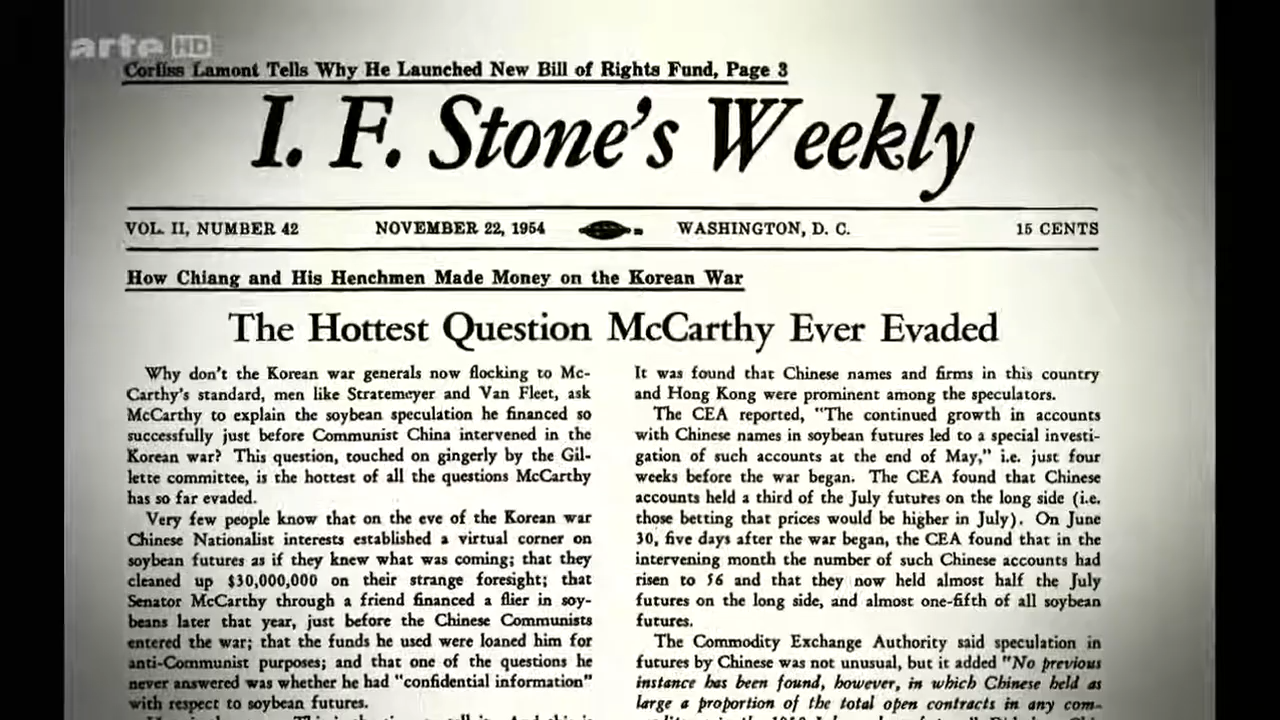 arte HD
Corliss Lamont Tells Why He Launched New Bill of Rights Fund, Page 3
I. F. Stone's Weekly
VOL. II, NUMBER 42 NOVEMBER 22, 1954 WASHINGTON, D. C. 15 CENTS
How Chiang and His Henchmen Made Money on the Korean War
The Hottest Question McCarthy Ever Evaded
Why don't the Korean war generals now flocking to Mc-
Carthy's standard, men like Stratemeyer and Van Fleet, ask
McCarthy to explain the soybean speculation he financed so
successfully just before Communist China intervened in the
Korean war? This question, touched on gingerly by the Gil-
lette committee, is the hottest of all the questions McCarthy
has so far evaded.
Very few people know that on the eve of the Korean war
Chinese Nationalist interests established a virtual corner on
soybean futures as if they knew what was coming; that they
cleaned up $30,000,000 on their strange foresight; that
Senator McCarthy through a friend financed a flier in soy-
beans later that year, just before the Chinese Communists
entered the war; that the funds he used were loaned him for
anti-Communist purposes; and that one of the questions he
never answered was whether he had "confidential information"
with respect to soybean futures.
It was found that Chinese names and firms in this country
and Hong Kong were prominent among the speculators.
The CEA reported, "The continued growth in accounts
with Chinese names in soybean futures led to a special investi-
gation of such accounts at the end of May," i.e. just four
weeks before the war began. The CEA found that Chinese
accounts held a third of the July futures on the long side (i.e.
those betting that prices would be higher in July). On June
30, five days after the war began, the CEA found that in the
intervening month the number of such Chinese accounts had
risen to 56 and that they now held almost half the July
futures on the long side, and almost one-fifth of all soybean
futures.
The Commodity Exchange Authority said speculation in
futures by Chinese was not unusual, but it added "No previous
instance has been found, however, in which Chinese held as
large a proportion of the total open contracts in any com-